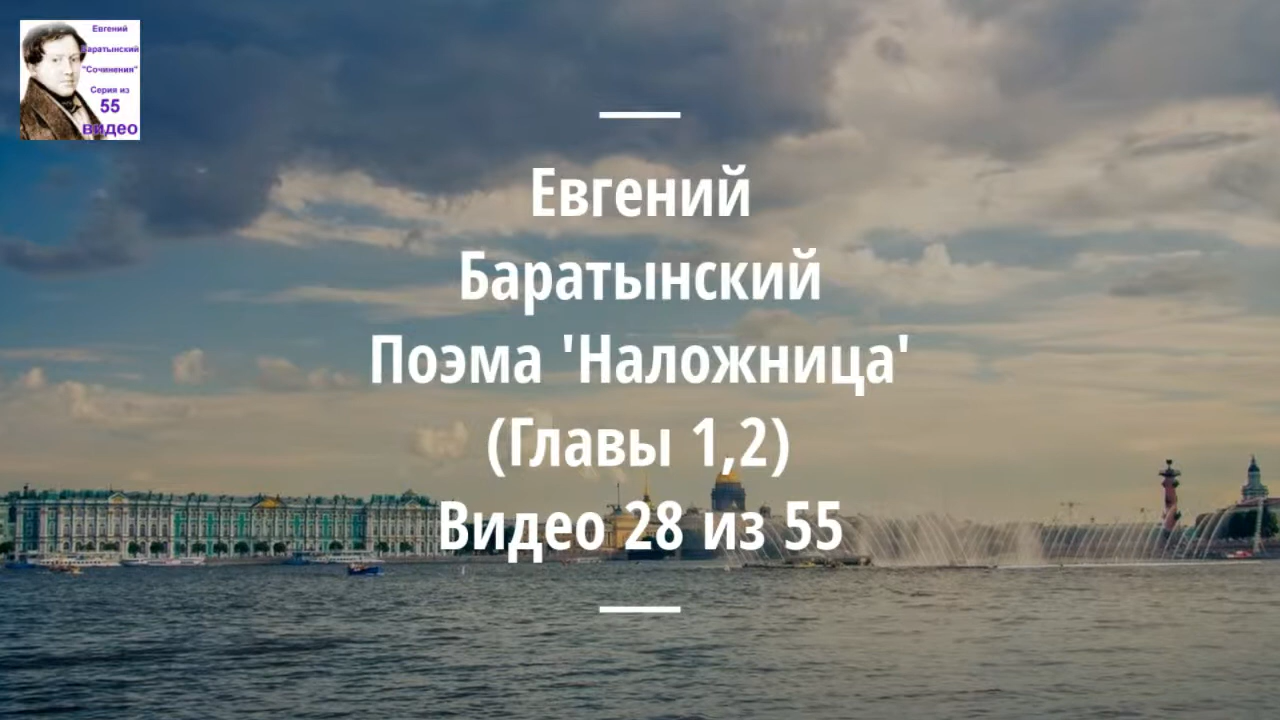 Евгений
Баратынский
"Сочинения"
Серия из
55
видео
Евгений
Баратынский
Поэма 'Наложница'
(Главы 1,2)
Видео 28 из 55